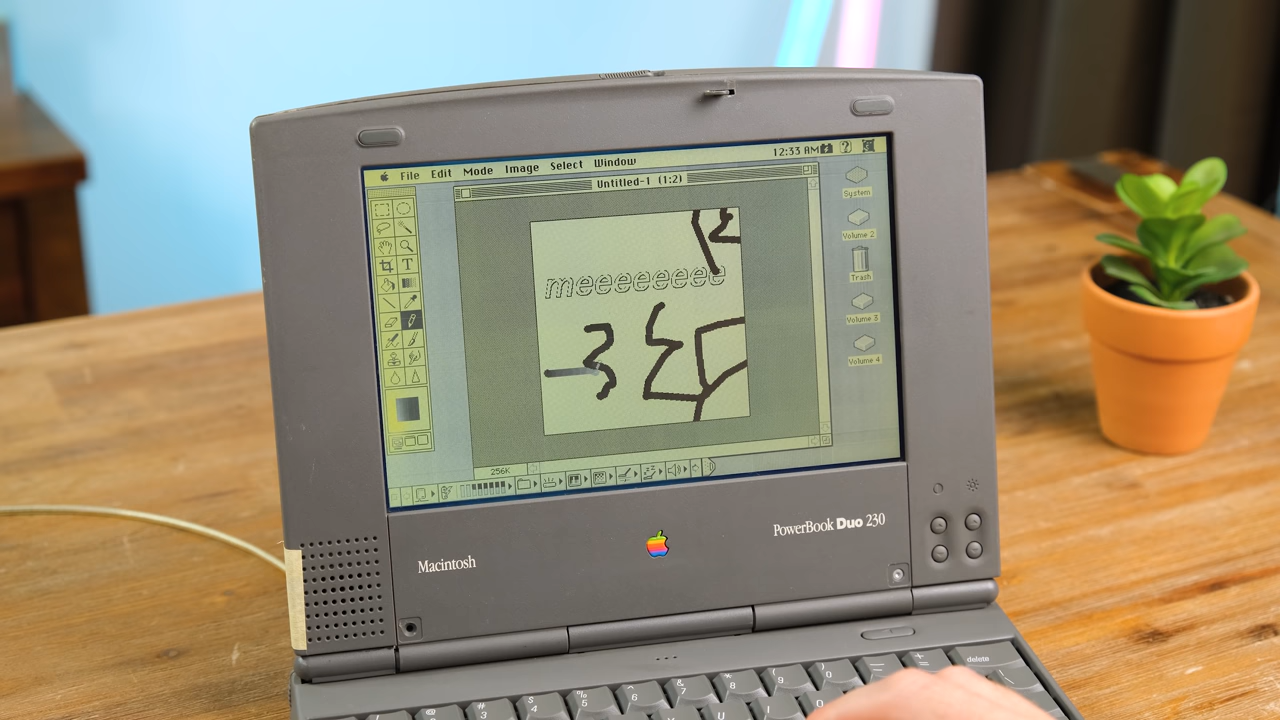 File Edit Mode Image Select Window 12:33 AM ?
Untitled-1 (1:2)
System
Volume 2
Trash
Volume 3
Volume 4
T
meeeeeeee
256K
Macintosh
PowerBook Duo 230
delete